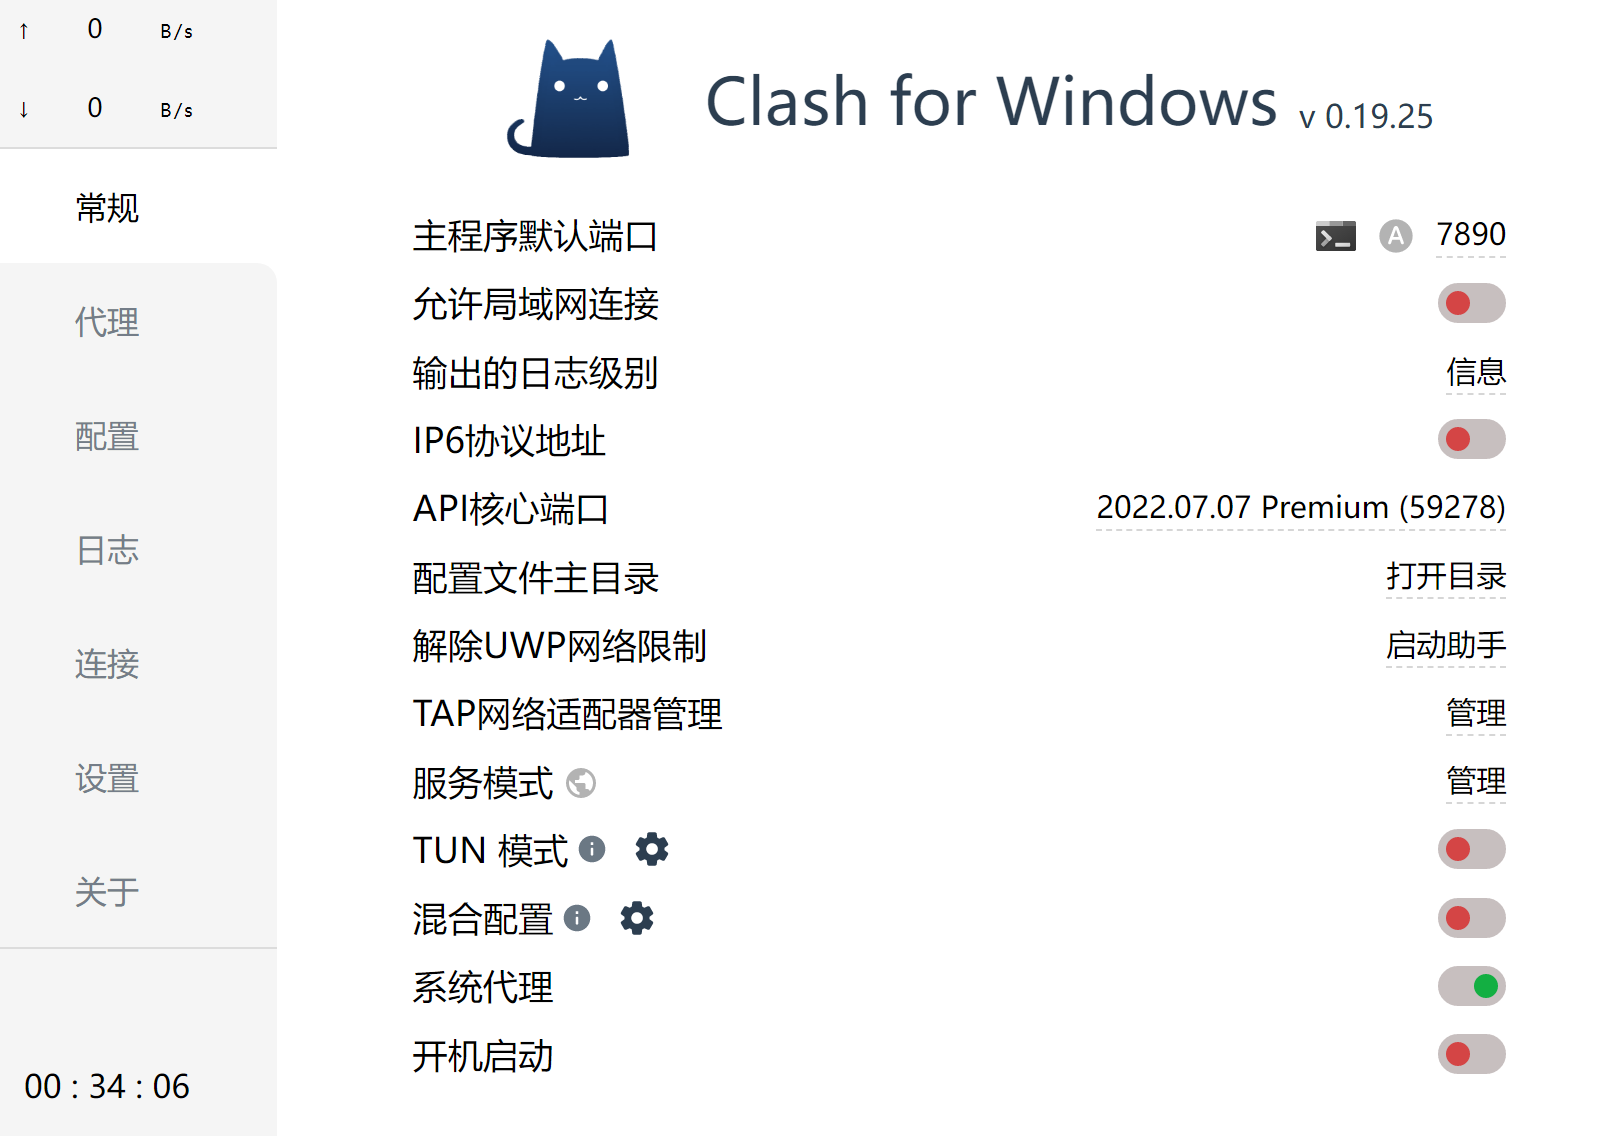 ↑ 0 B/s
↓ 0 B/s
常规
代理
配置
日志
连接
设置
关于
00 : 34 : 06
Clash for Windows v 0.19.25
主程序默认端口 A 7890
允许局域网连接
输出的日志级别 信息
IP6协议地址
API核心端口 2022.07.07 Premium (59278)
配置文件主目录 打开目录
解除UWP网络限制 启动助手
TAP网络适配器管理 管理
服务模式 管理
TUN 模式
混合配置
系统代理
开机启动